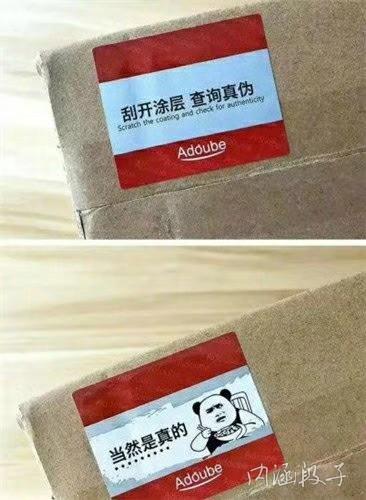 刮开涂层 查询真伪
Scratch the coating and check for authenticity
Adoube
当然是真的
Adoube
内涵段子